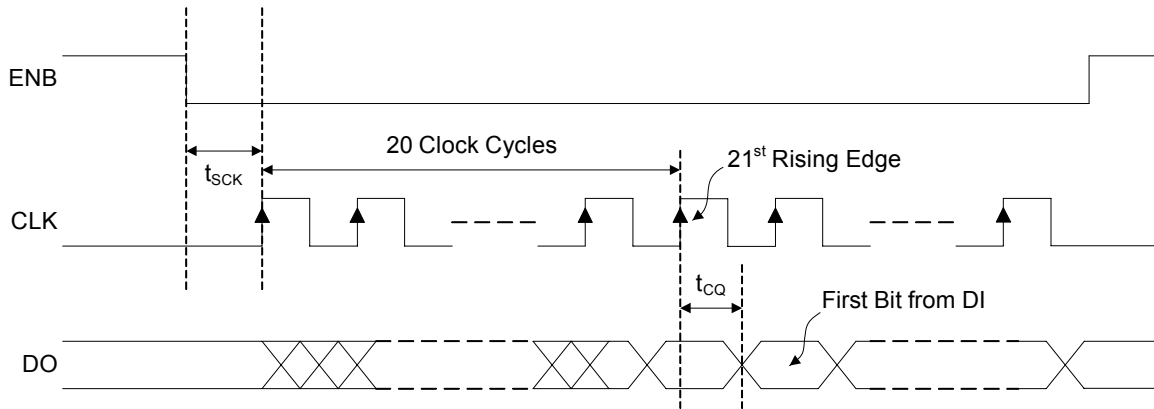 ENB
20 Clock Cycles
21st Rising Edge
tSCK
CLK
tCQ
First Bit from DI
DO